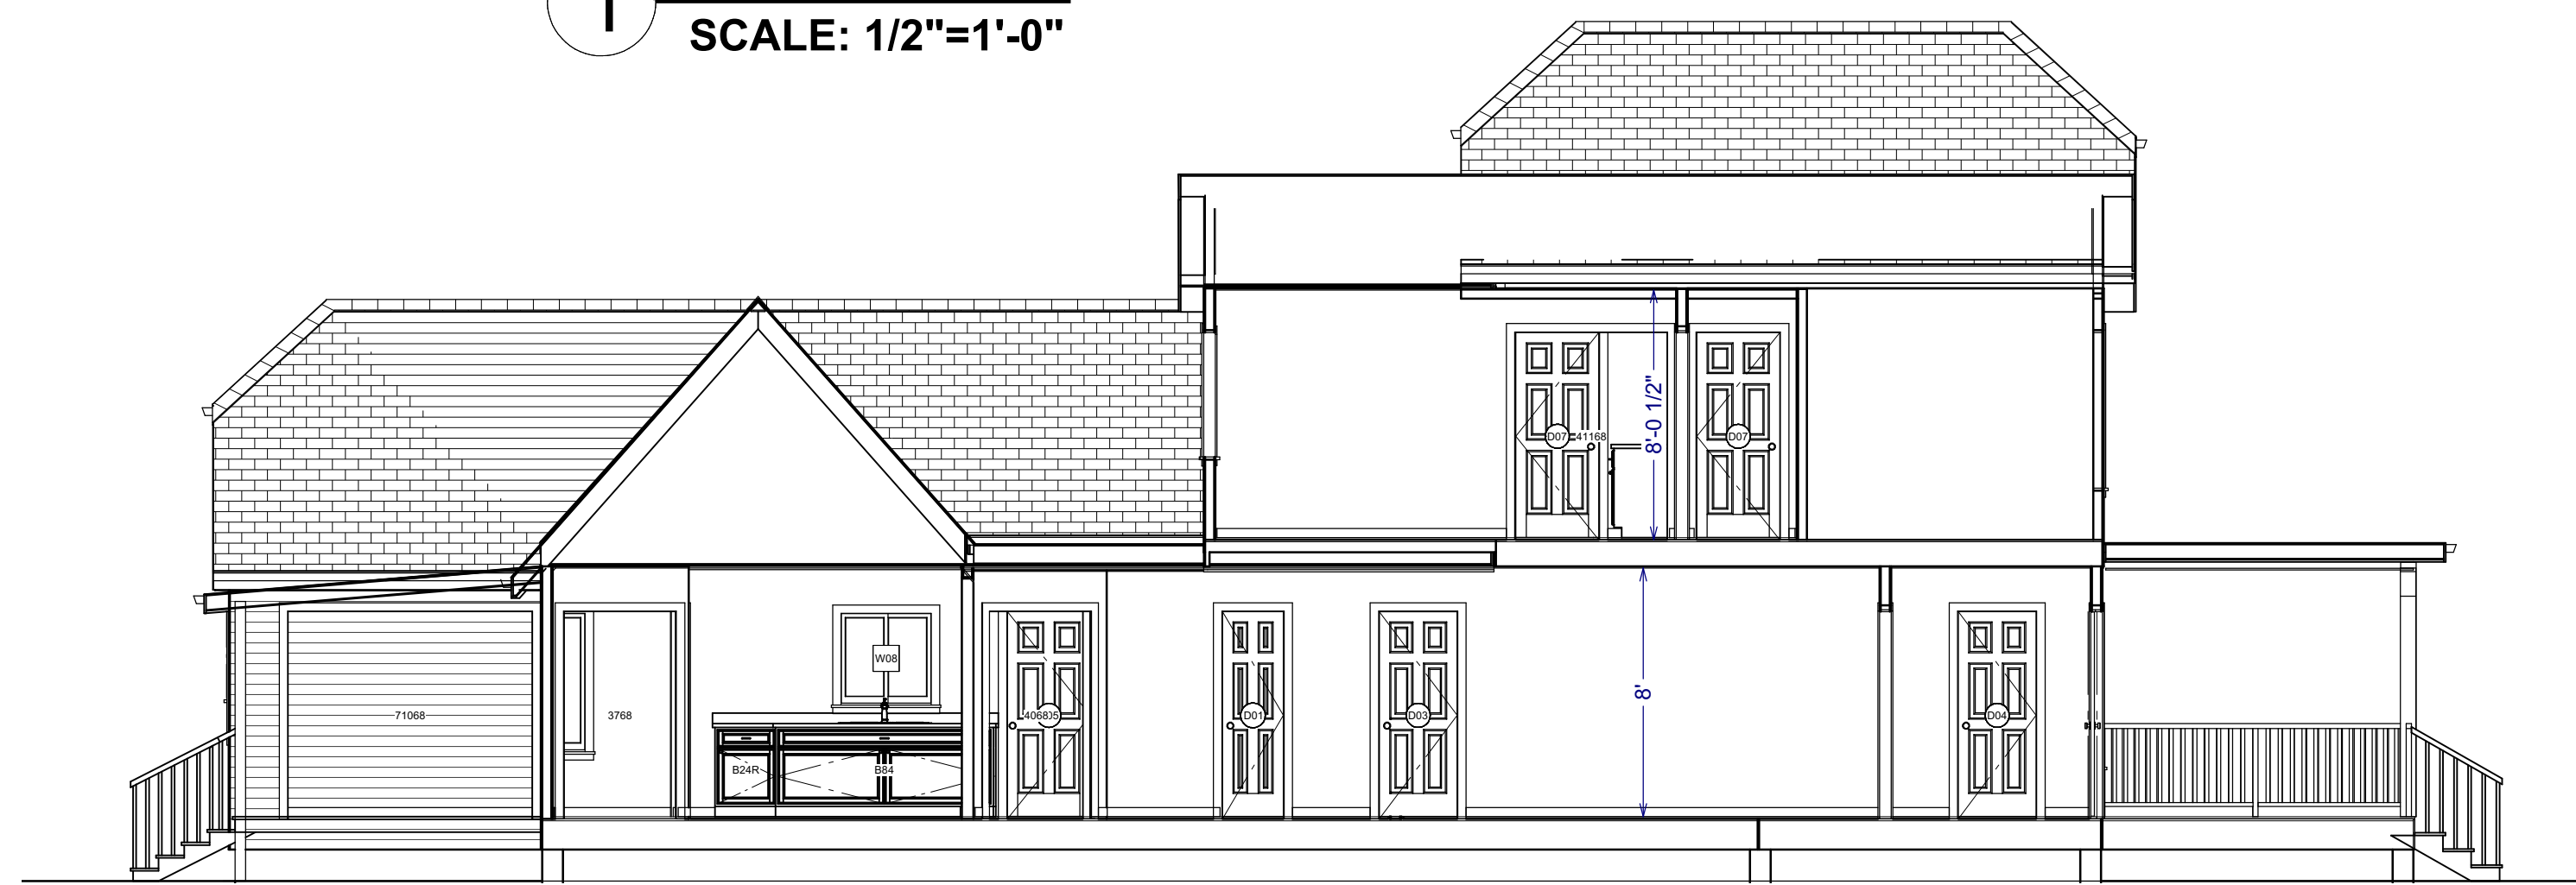 1
SCALE: 1/2"=1'-0"
D07 41168
8'-0 1/2"
D07
W08
71068
3768
D01
D03
8'
D04
B24R
B84